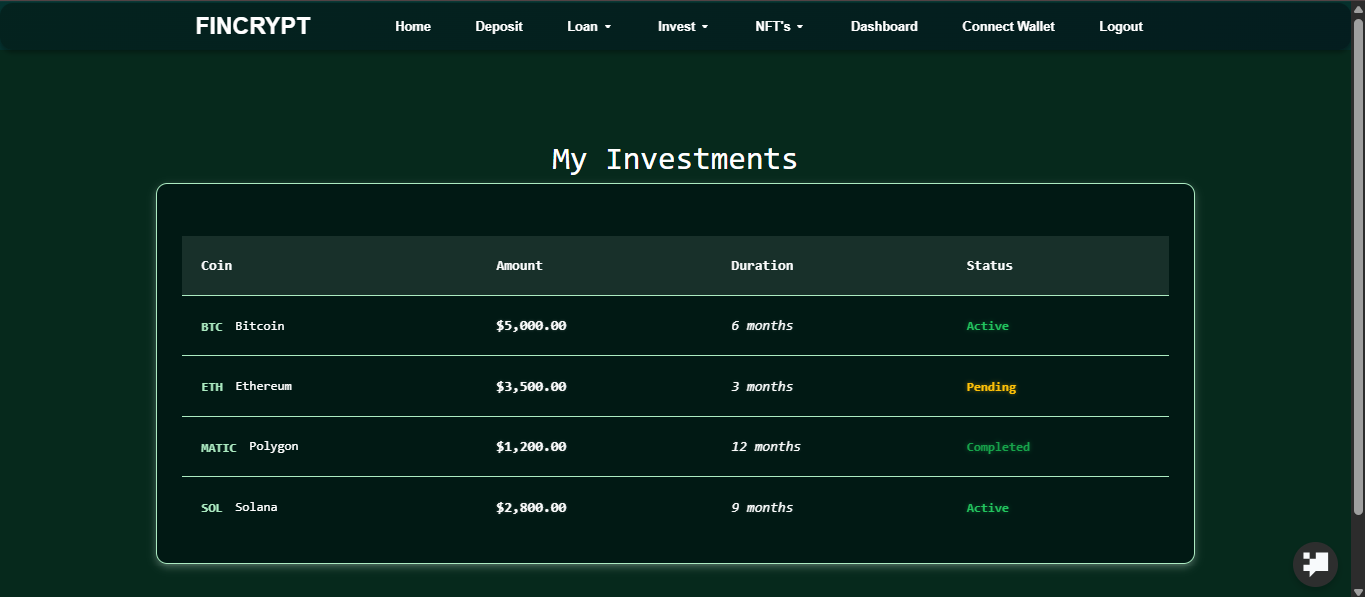 FINCRYPT Home Deposit Loan Invest NFT's Dashboard Connect Wallet Logout
My Investments
Coin Amount Duration Status
BTC Bitcoin $5,000.00 6 months Active
ETH Ethereum $3,500.00 3 months Pending
MATIC Polygon $1,200.00 12 months Completed
SOL Solana $2,800.00 9 months Active